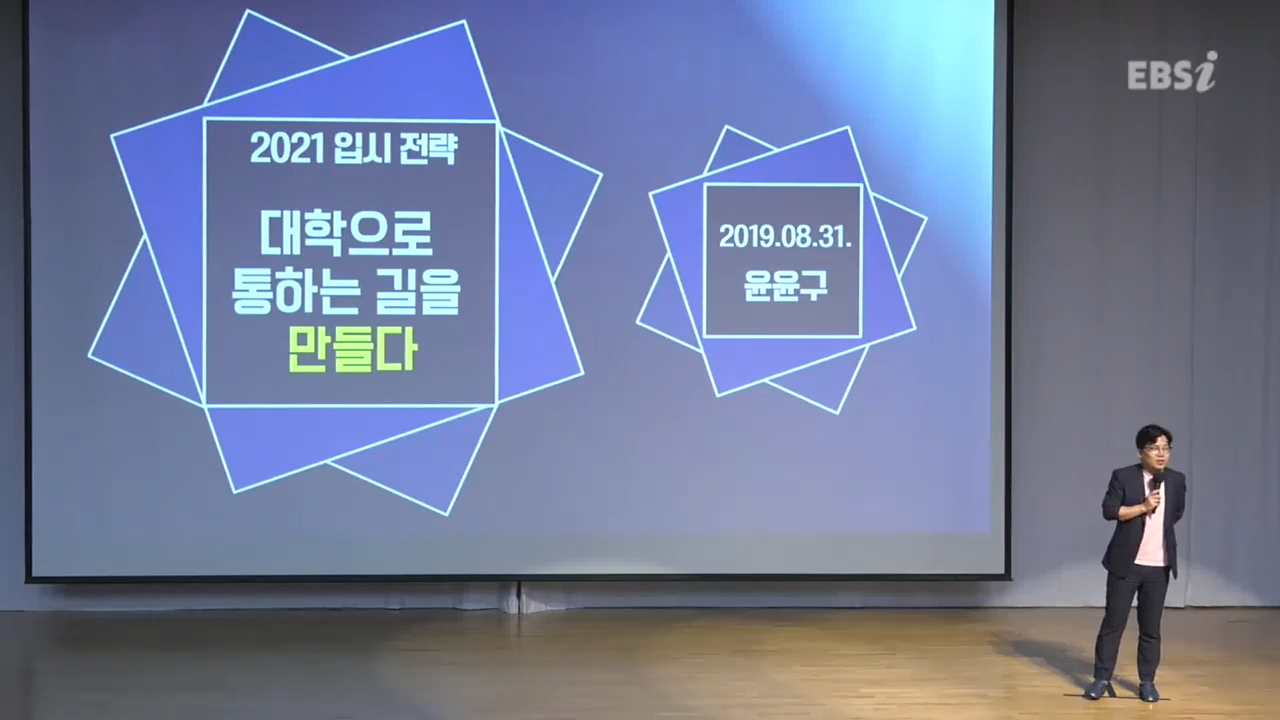 EBSi
2021 입시 전략
대학으로
통하는 길을
만들다
2019.08.31.
윤윤구